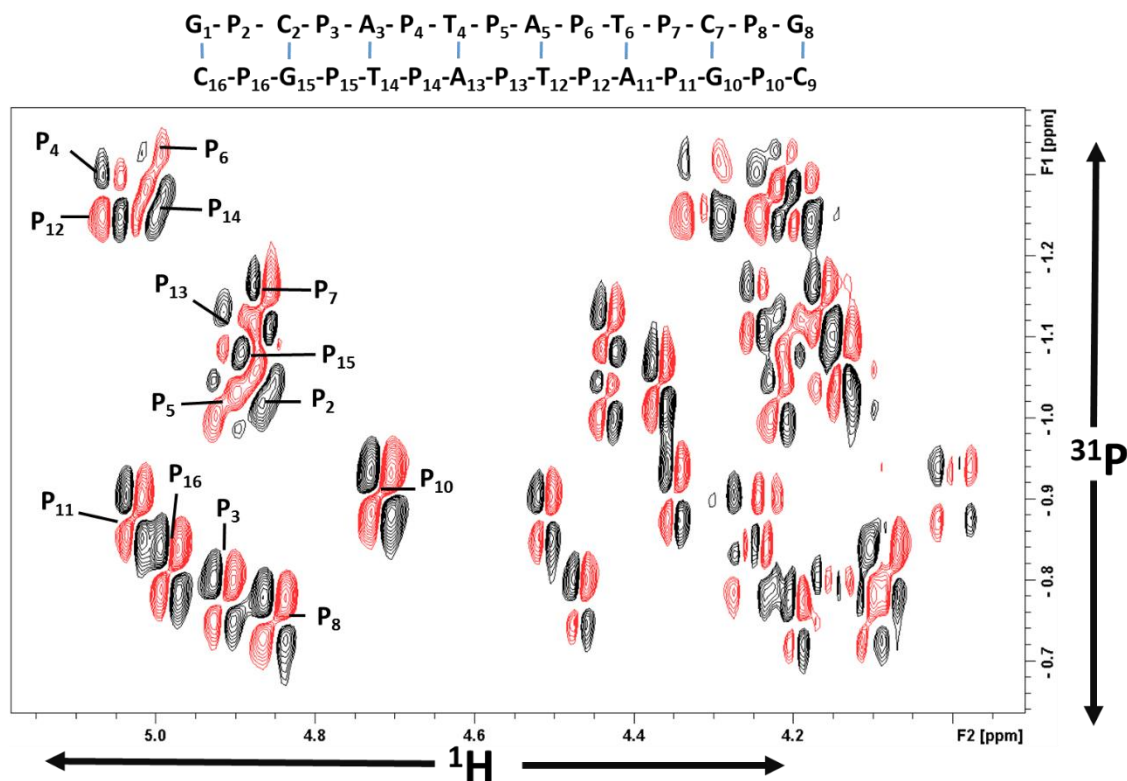 G₁ - P₂ - C₂ - P₃ - A₃ - P₄ - T₄ - P₅ - A₅ - P₆ - T₆ - P₇ - C₇ - P₈ - G₈
C₁₆-P₁₆-G₁₅-P₁₅-T₁₄-P₁₄-A₁₃-P₁₃-T₁₂-P₁₂-A₁₁-P₁₁-G₁₀-P₁₀-C₉
F1 [ppm]
P₄
P₆
P₁₂
P₁₄
- 1.2
P₁₃
P₇
- 1.1
P₁₅
P₅
P₂
- 1.0
³¹P
P₁₆
P₁₀
P₁₁
P₃
- 0.9
- 0.8
P₈
- 0.7
5.0 4.8 4.6 4.4 4.2 F2 [ppm]
¹H